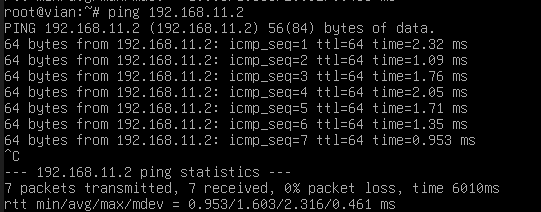 root@vian:~# ping 192.168.11.2
PING 192.168.11.2 (192.168.11.2) 56(84) bytes of data.
64 bytes from 192.168.11.2: icmp_seq=1 ttl=64 time=2.32 ms
64 bytes from 192.168.11.2: icmp_seq=2 ttl=64 time=1.09 ms
64 bytes from 192.168.11.2: icmp_seq=3 ttl=64 time=1.76 ms
64 bytes from 192.168.11.2: icmp_seq=4 ttl=64 time=2.05 ms
64 bytes from 192.168.11.2: icmp_seq=5 ttl=64 time=1.71 ms
64 bytes from 192.168.11.2: icmp_seq=6 ttl=64 time=1.35 ms
64 bytes from 192.168.11.2: icmp_seq=7 ttl=64 time=0.953 ms
^C
--- 192.168.11.2 ping statistics ---
7 packets transmitted, 7 received, 0% packet loss, time 6010ms
rtt min/avg/max/mdev = 0.953/1.603/2.316/0.461 ms